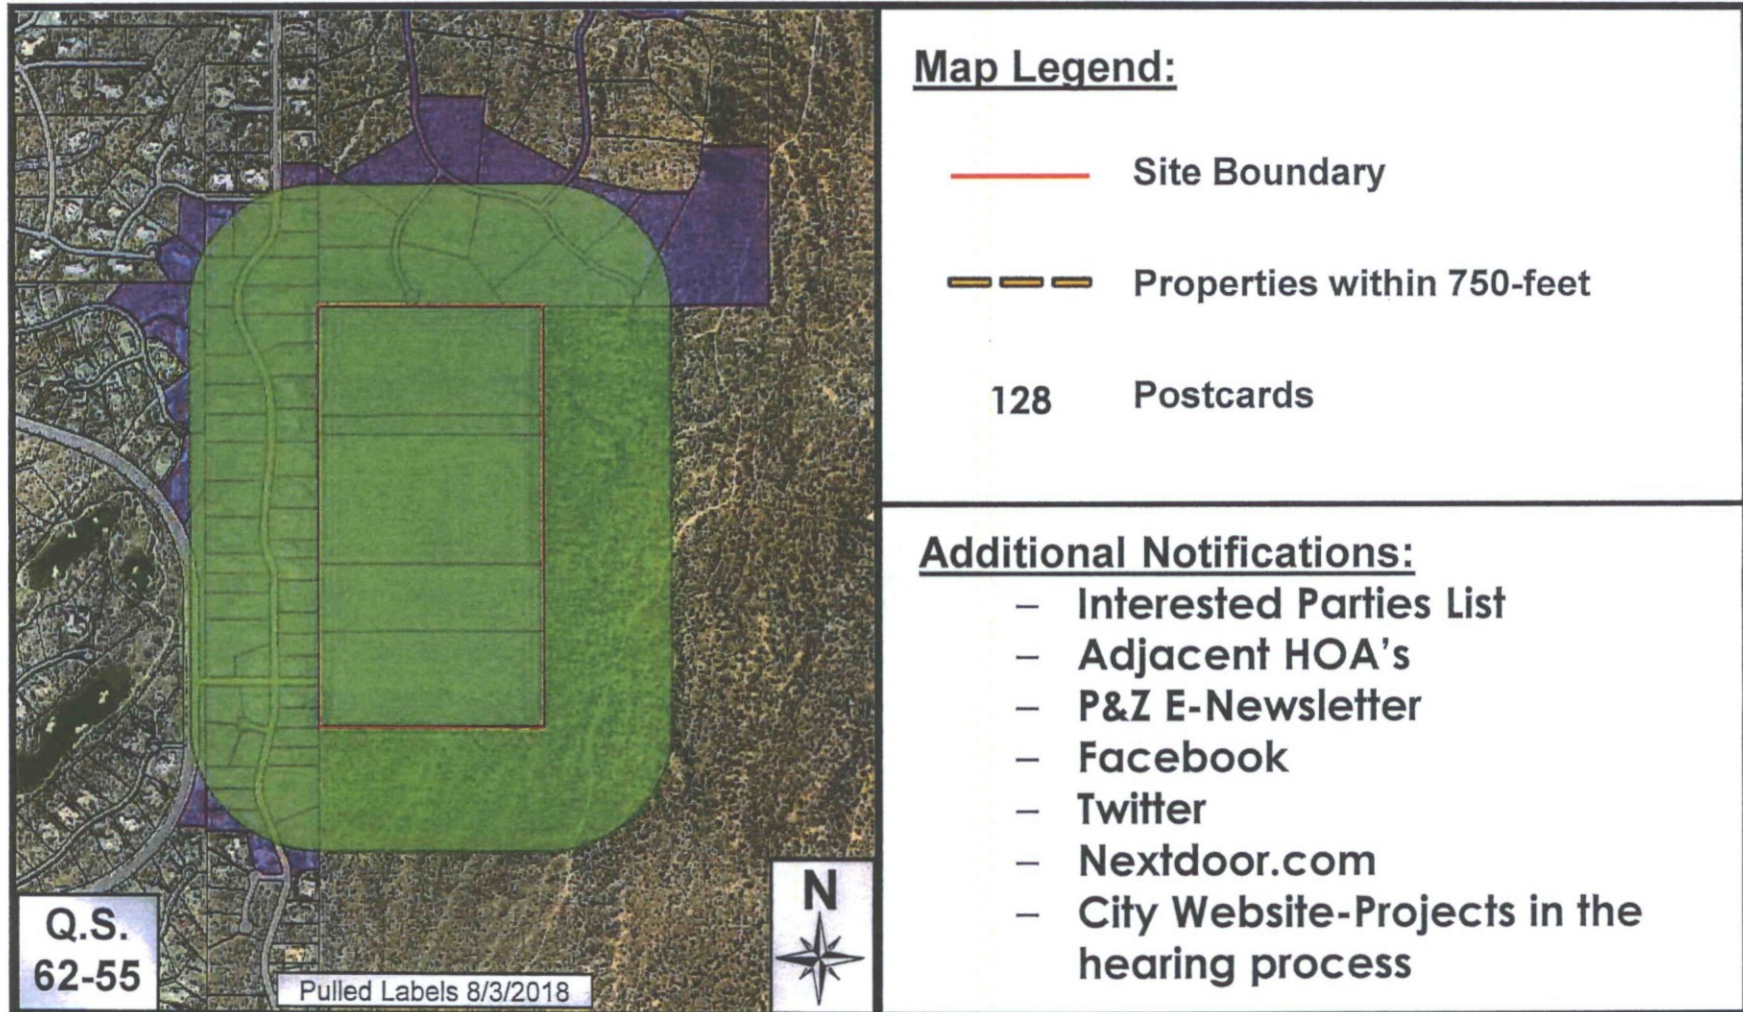 Q.S.
62-55
Pulled Labels 8/3/2018
N
Map Legend:
Site Boundary
Properties within 750-feet
128 Postcards
Additional Notifications:
– Interested Parties List
– Adjacent HOA's
– P&Z E-Newsletter
– Facebook
– Twitter
– Nextdoor.com
– City Website-Projects in the
hearing process